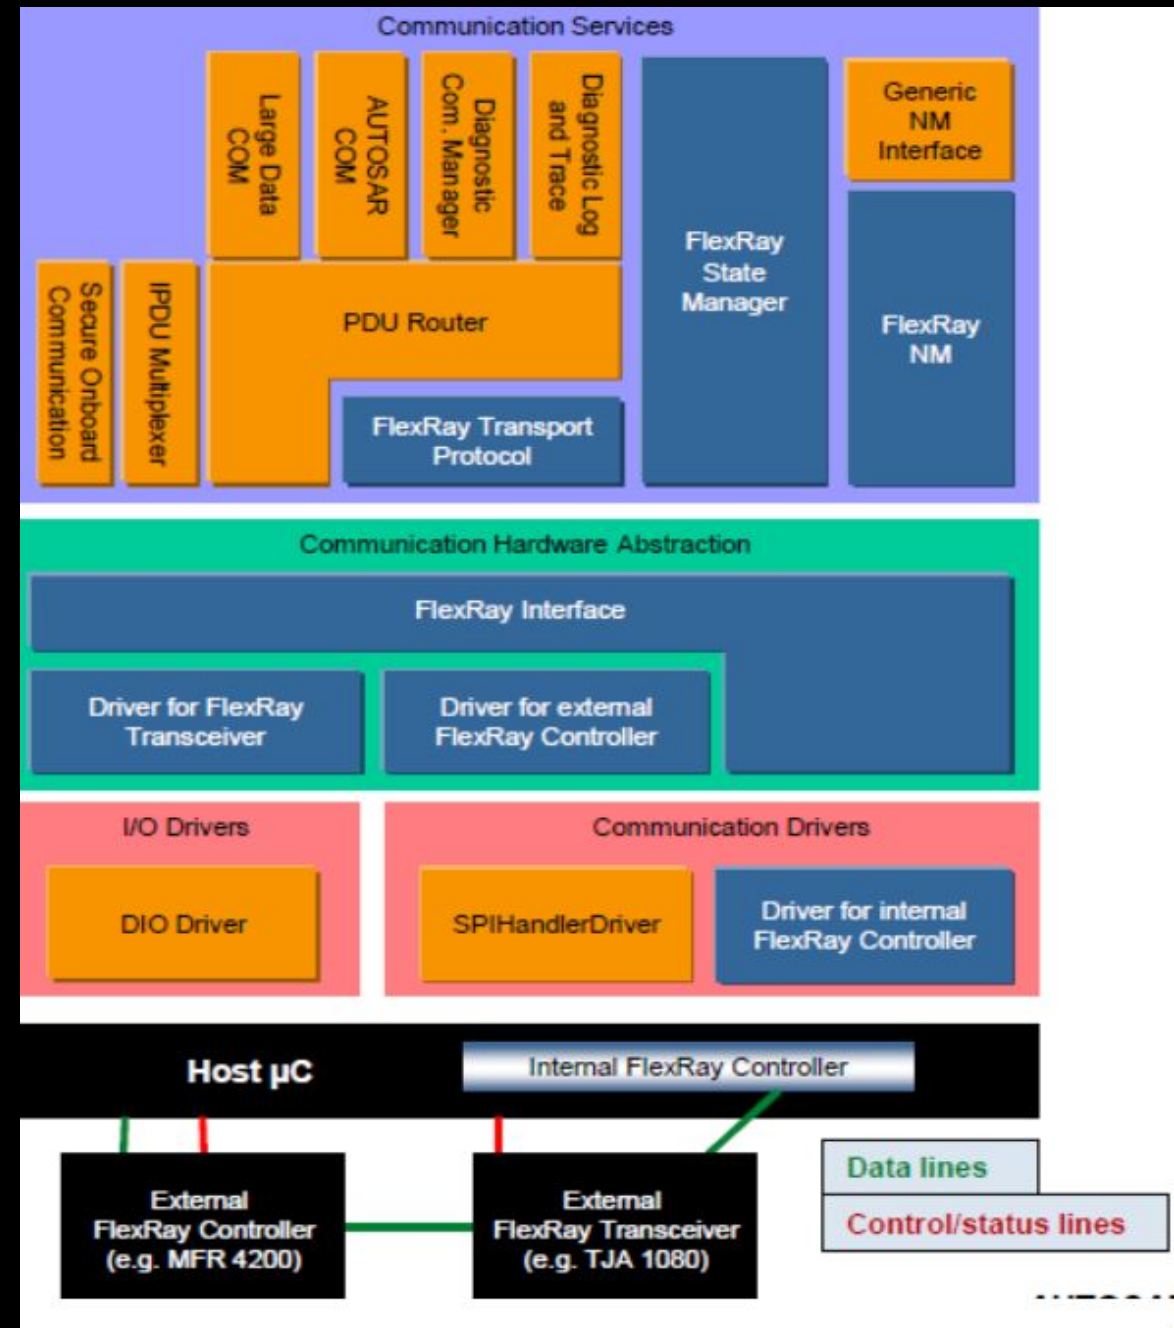 Communication Services
Large Data
COM
AUTOSAR
COM
Diagnostic
Com. Manager
Diagnostic Log
and Trace
Generic
NM
Interface
FlexRay
State
Manager
FlexRay
NM
Secure Onboard
Communication
IPDU Multiplexer
PDU Router
FlexRay Transport
Protocol
Communication Hardware Abstraction
FlexRay Interface
Driver for FlexRay
Transceiver
Driver for external
FlexRay Controller
I/O Drivers
Communication Drivers
DIO Driver
SPIHandlerDriver
Driver for internal
FlexRay Controller
Host µC
Internal FlexRay Controller
External
FlexRay Controller
(e.g. MFR 4200)
External
FlexRay Transceiver
(e.g. TJA 1080)
Data lines
Control/status lines